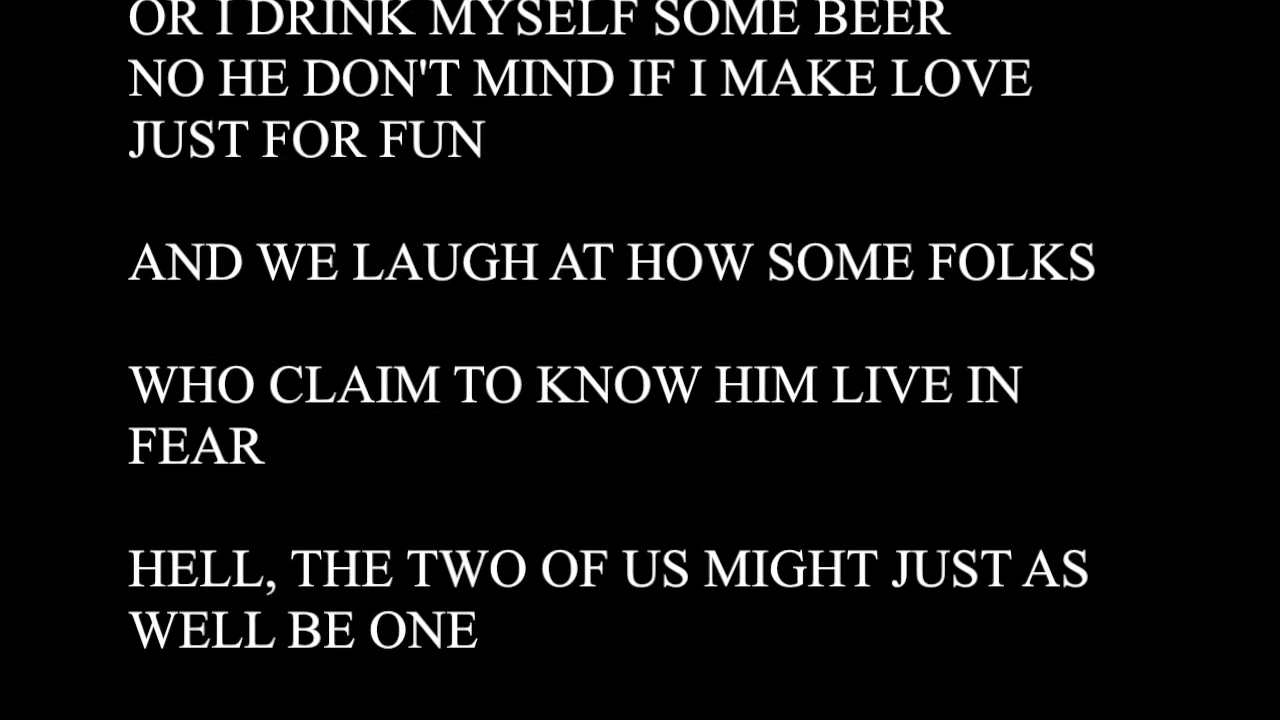 OR I DRINK MYSELF SOME BEER
NO HE DON'T MIND IF I MAKE LOVE
JUST FOR FUN
AND WE LAUGH AT HOW SOME FOLKS
WHO CLAIM TO KNOW HIM LIVE IN
FEAR
HELL, THE TWO OF US MIGHT JUST AS
WELL BE ONE